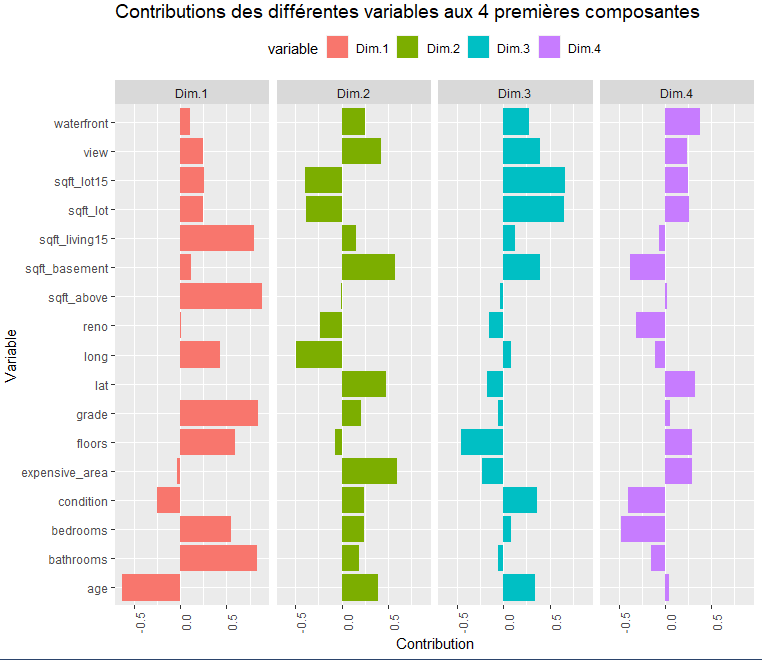 Contributions des différentes variables aux 4 premières composantes
variable Dim.1 Dim.2 Dim.3 Dim.4
Dim.1 Dim.2 Dim.3 Dim.4
waterfront
view
sqft_lot15
sqft_lot
sqft_living15
sqft_basement
sqft_above
reno
long
lat
grade
floors
expensive_area
condition
bedrooms
bathrooms
age
Variable
-0.5 0.0 0.5 -0.5 0.0 0.5 -0.5 0.0 0.5 -0.5 0.0 0.5
Contribution